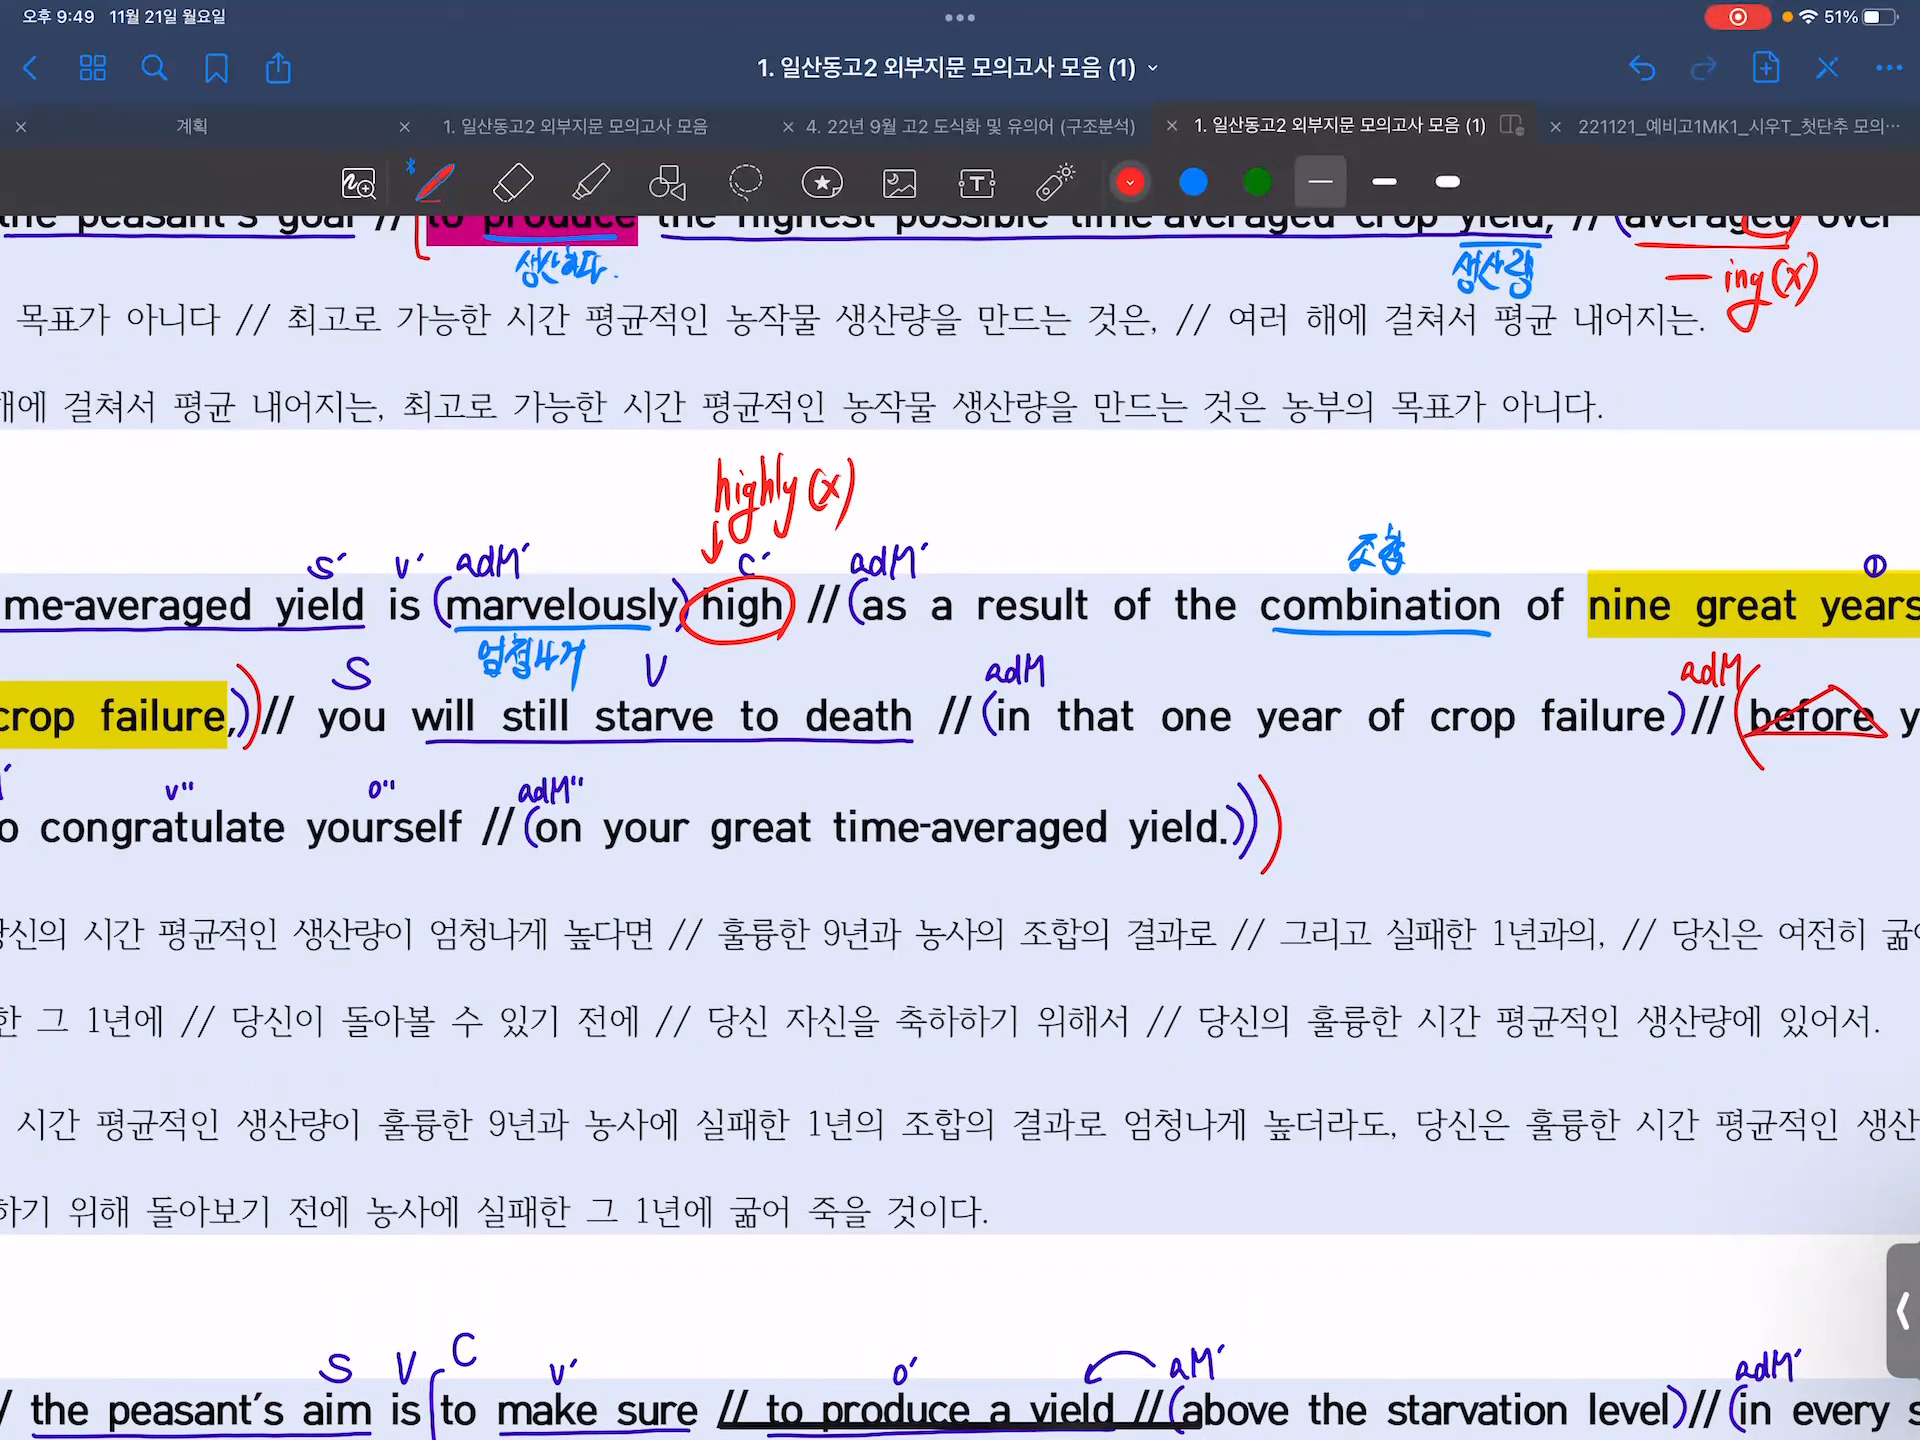 오후 9:49 11월 21일 월요일
51%
1. 일산동고2 외부지문 모의고사 모음 (1)
계획
1. 일산동고2 외부지문 모의고사 모음
4. 22년 9월 고2 도식화 및 유의어 (구조분석)
1. 일산동고2 외부지문 모의고사 모음 (1)
221121_예비고1MK1_시우T_첫단추 모의…
the peasant's goal // to produce the highest possible time averaged crop yield, // (averaged over
생산하다. 생산량 ing(x)
목표가 아니다 // 최고로 가능한 시간 평균적인 농작물 생산량을 만드는 것은, // 여러 해에 걸쳐서 평균 내어지는.
해에 걸쳐서 평균 내어지는, 최고로 가능한 시간 평균적인 농작물 생산량을 만드는 것은 농부의 목표가 아니다.
highly (x)
S' V' adM' C' adM' 조합 ①
me-averaged yield is (marvelously) high // (as a result of the combination of nine great years
엄청나게
S V adM adM
crop failure,)) // you will still starve to death // (in that one year of crop failure) // (before y
v'' o'' adM''
o congratulate yourself // (on your great time-averaged yield.)))
당신의 시간 평균적인 생산량이 엄청나게 높다면 // 훌륭한 9년과 농사의 조합의 결과로 // 그리고 실패한 1년과의, // 당신은 여전히 굶어
한 그 1년에 // 당신이 돌아볼 수 있기 전에 // 당신 자신을 축하하기 위해서 // 당신의 훌륭한 시간 평균적인 생산량에 있어서.
시간 평균적인 생산량이 훌륭한 9년과 농사에 실패한 1년의 조합의 결과로 엄청나게 높더라도, 당신은 훌륭한 시간 평균적인 생산
하기 위해 돌아보기 전에 농사에 실패한 그 1년에 굶어 죽을 것이다.
S V C v' o' aM' adM'
/ the peasant's aim is [to make sure // to produce a yield // (above the starvation level) // (in every s